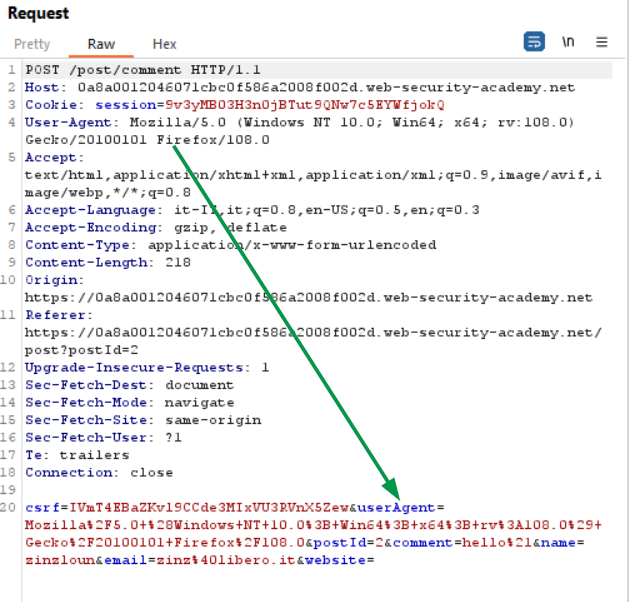 Request
Pretty Raw Hex \n
1 POST /post/comment HTTP/1.1
2 Host: 0a8a0012046071cbc0f586a2008f002d.web-security-academy.net
3 Cookie: session=9v3yMB03H3n0jBTut9QNw7c5EYWfjokQ
4 User-Agent: Mozilla/5.0 (Windows NT 10.0; Win64; x64; rv:108.0)
Gecko/20100101 Firefox/108.0
5 Accept:
text/html,application/xhtml+xml,application/xml;q=0.9,image/avif,i
mage/webp,*/*;q=0.8
6 Accept-Language: it-IT,it;q=0.8,en-US;q=0.5,en;q=0.3
7 Accept-Encoding: gzip, deflate
8 Content-Type: application/x-www-form-urlencoded
9 Content-Length: 218
10 Origin:
https://0a8a0012046071cbc0f586a2008f002d.web-security-academy.net
11 Referer:
https://0a8a0012046071cbc0f586a2008f002d.web-security-academy.net/
post?postId=2
12 Upgrade-Insecure-Requests: 1
13 Sec-Fetch-Dest: document
14 Sec-Fetch-Mode: navigate
15 Sec-Fetch-Site: same-origin
16 Sec-Fetch-User: ?1
17 Te: trailers
18 Connection: close
19
20 csrf=IVmT4EBaZKvl9CCde3MIxVU3RVnX5Zew&userAgent=
Mozilla%2F5.0+%28Windows+NT+10.0%3B+Win64%3B+x64%3B+rv%3A108.0%29+
Gecko%2F20100101+Firefox%2F108.0&postId=2&comment=hello%21&name=
zinzloun&email=zinz%40libero.it&website=